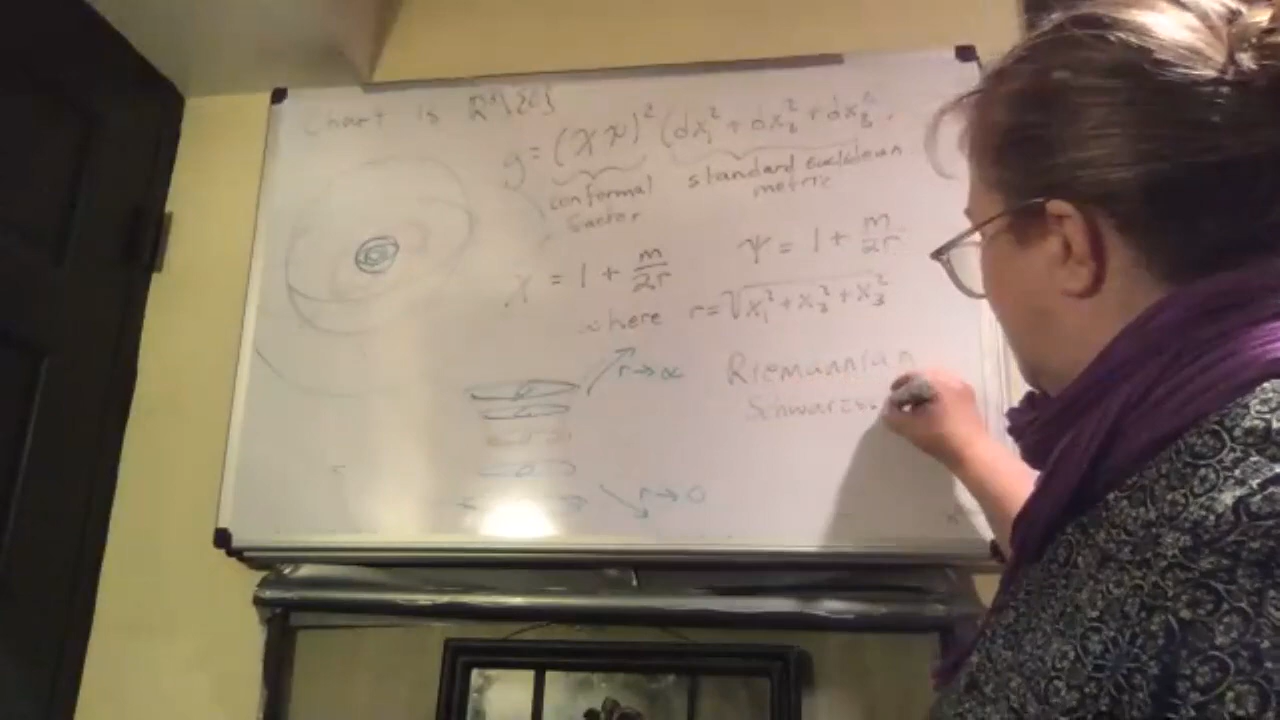 Chart is R³\{0}
g = (χψ)² (dx₁² + dx₂² + dx₃²)
conformal factor
standard euclidean metric
χ = 1 + m/2r
ψ = 1 + m/2r
where r = √x₁² + x₂² + x₃²
r → ∞
Riemannian
r → 0